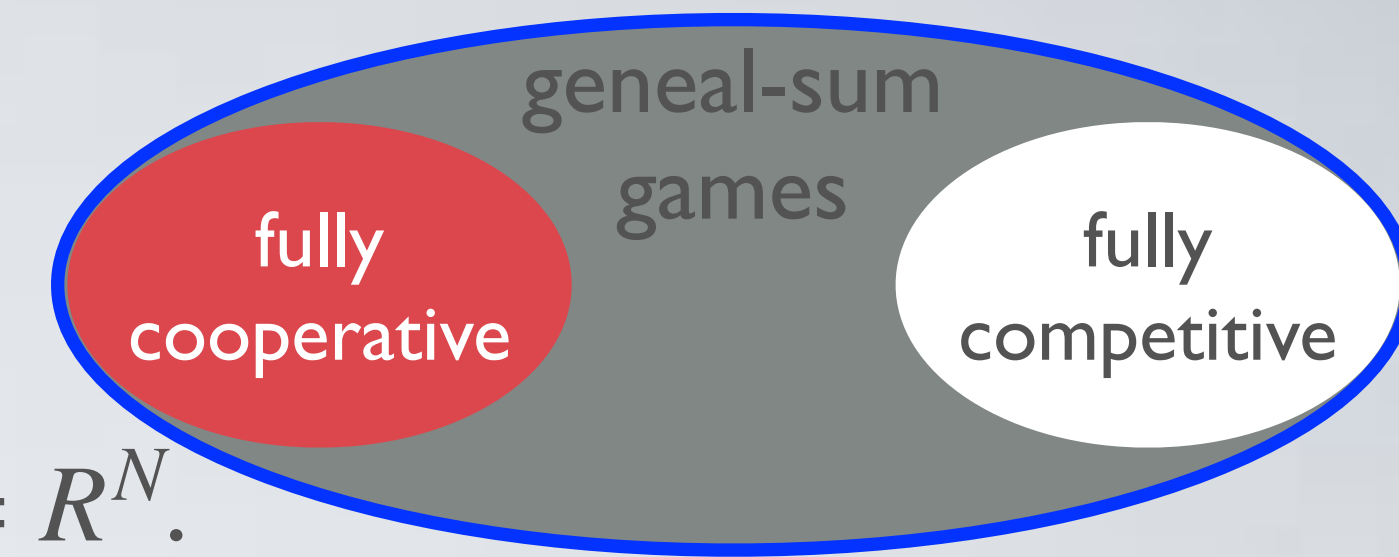 geneal-sum
games
fully
cooperative
fully
competitive
= R^N.